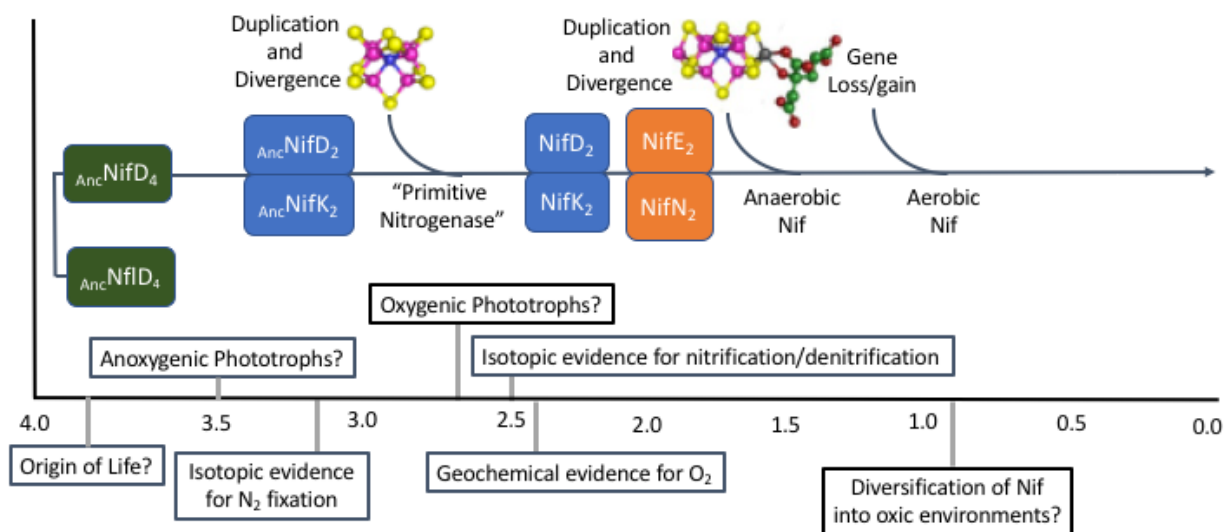 Duplication
and
Divergence
Duplication
and
Divergence
Gene
Loss/gain
AncNifD4
AncNflD4
AncNifD2
AncNifK2
"Primitive
Nitrogenase"
NifD2
NifK2
NifE2
NifN2
Anaerobic
Nif
Aerobic
Nif
Oxygenic Phototrophs?
Anoxygenic Phototrophs?
Isotopic evidence for nitrification/denitrification
4.0 3.5 3.0 2.5 2.0 1.5 1.0 0.5 0.0
Origin of Life?
Isotopic evidence
for N2 fixation
Geochemical evidence for O2
Diversification of Nif
into oxic environments?